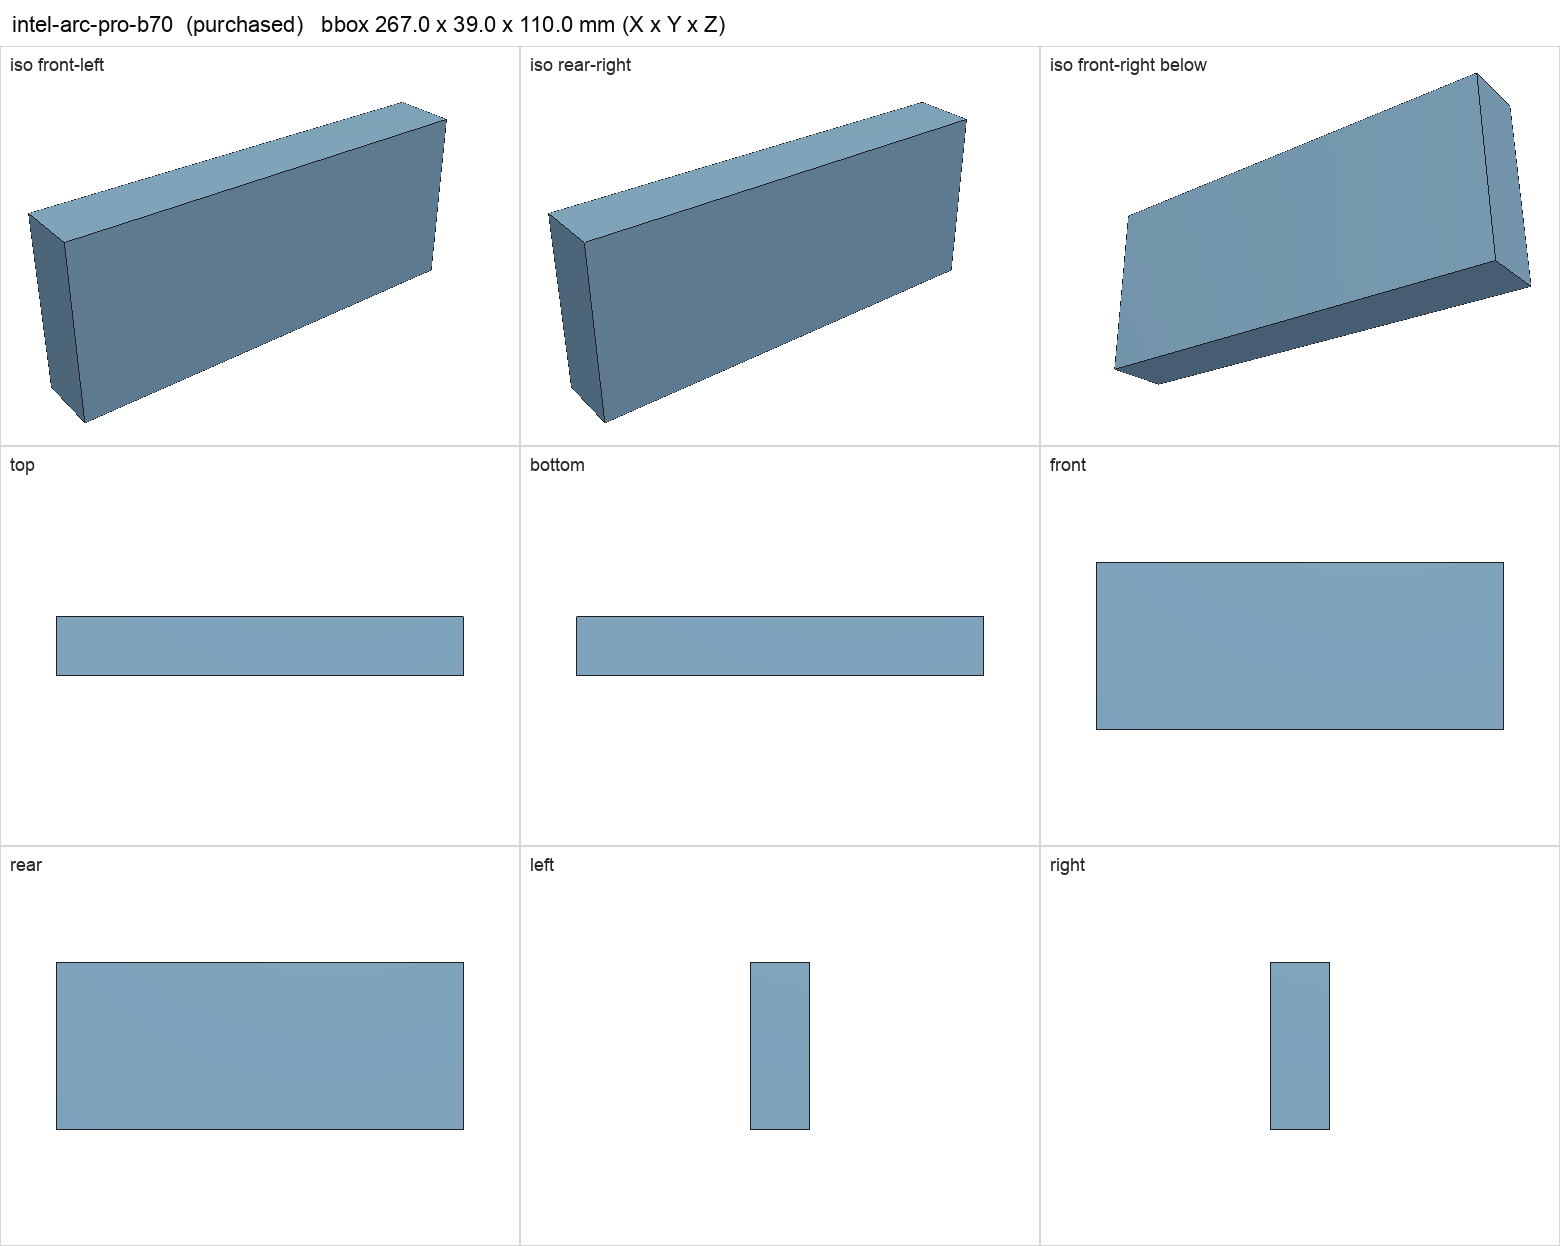 intel-arc-pro-b70 (purchased) bbox 267.0 x 39.0 x 110.0 mm (X x Y x Z)
iso front-left
iso rear-right
iso front-right below
top
bottom
front
rear
left
right